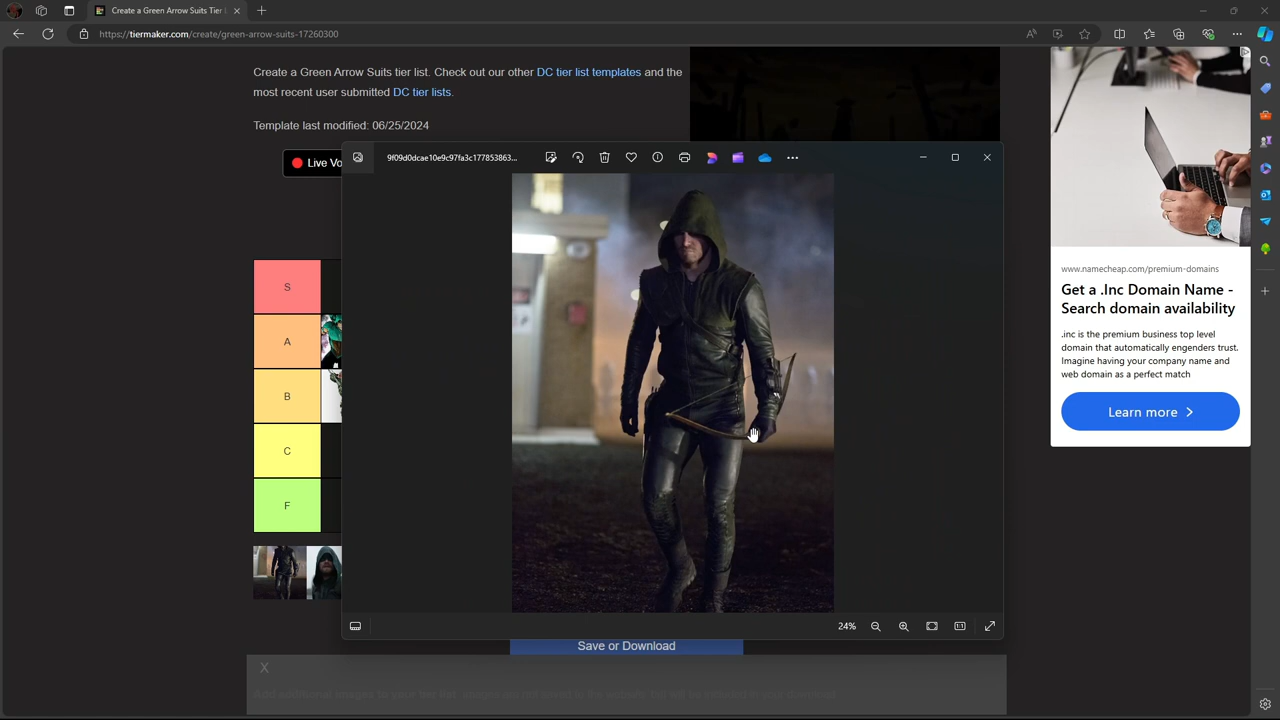 Create a Green Arrow Suits Tier L
https://tiermaker.com/create/green-arrow-suits-17260300
Create a Green Arrow Suits tier list. Check out our other DC tier list templates and the
most recent user submitted DC tier lists.
Template last modified: 06/25/2024
Live Vo
9f09d0dcae10e9c97fa3c177853863...
S
A
B
C
F
24%
Save or Download
X
www.namecheap.com/premium-domains
Get a .Inc Domain Name -
Search domain availability
.inc is the premium business top level
domain that automatically engenders trust.
Imagine having your company name and
web domain as a perfect match
Learn more